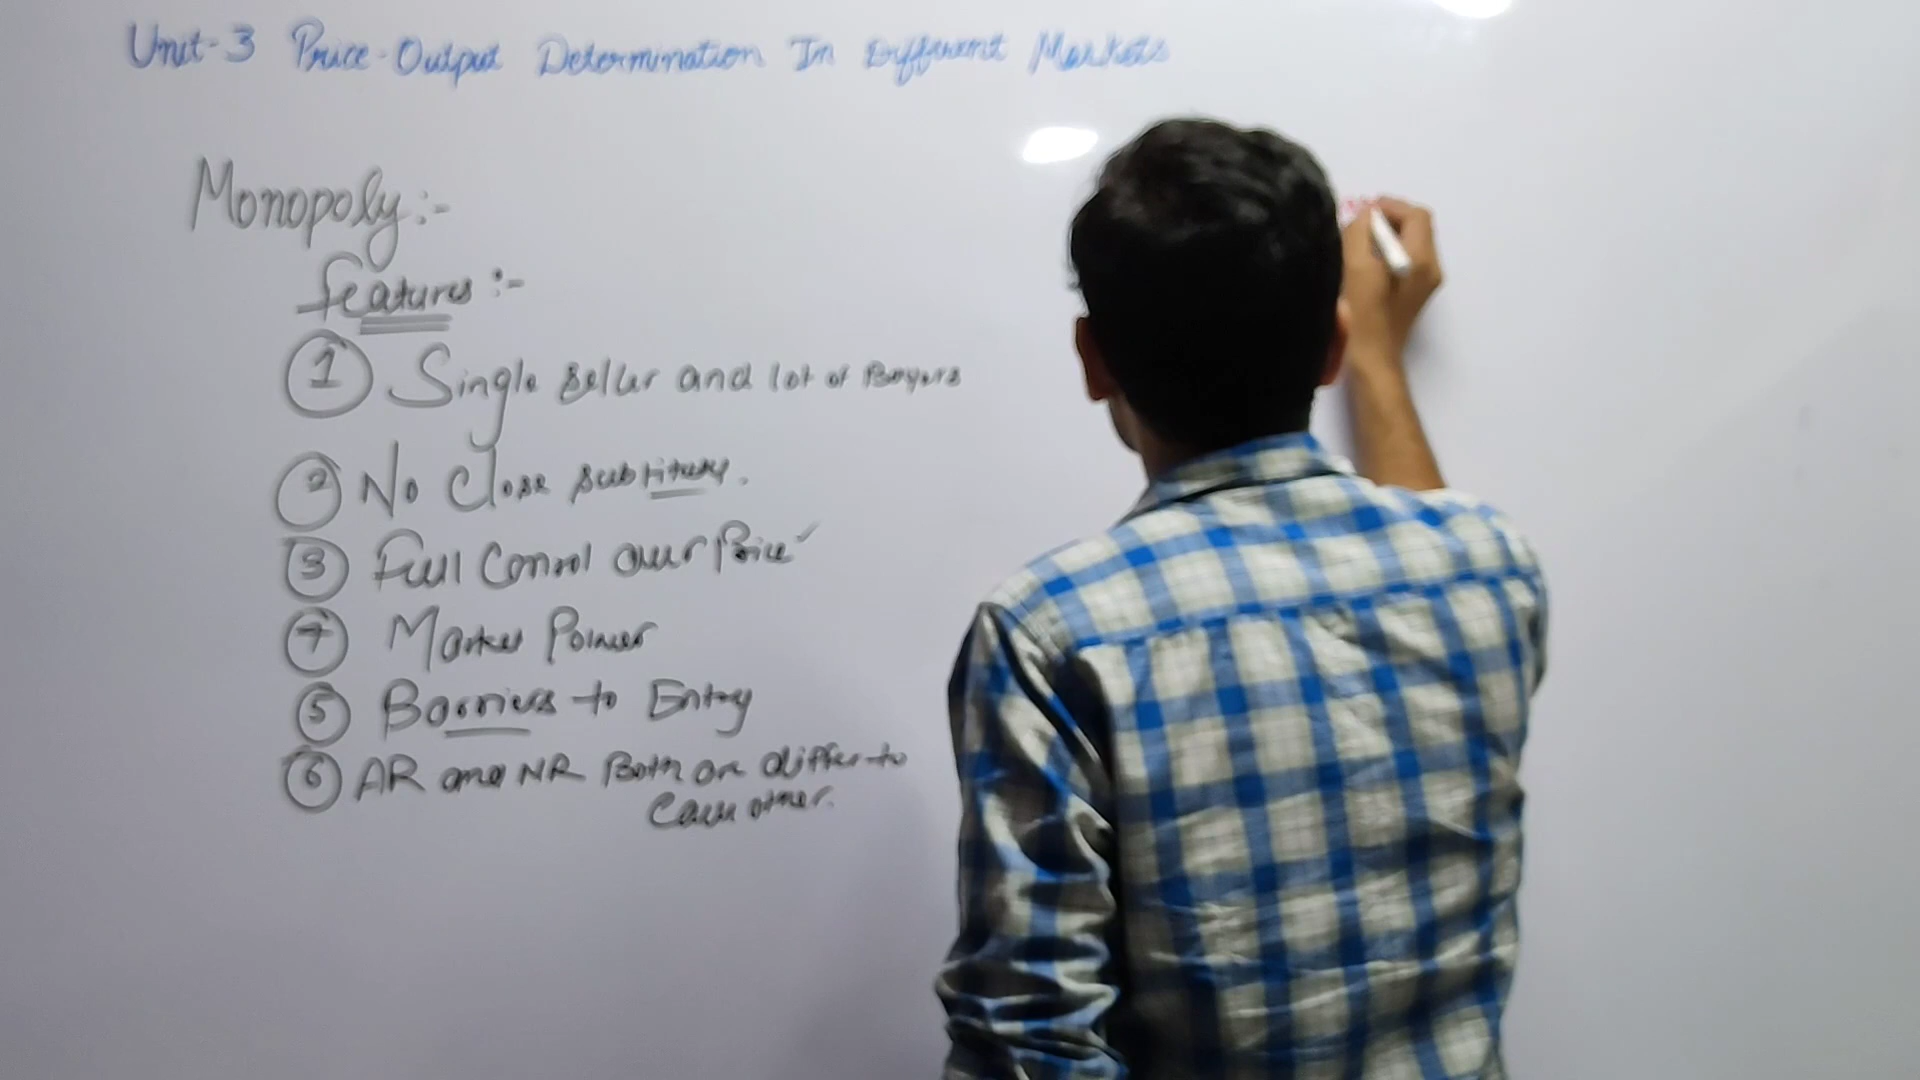 Unit-3 Price-Output Determination In Different Markets
Monopoly:-
features:-
1 Single seller and lot of Buyers
2 No Close
3 Full Control over Price
4 Market Power
5 Barriers to Entry
6 AR and MR Both are differ to
each other.